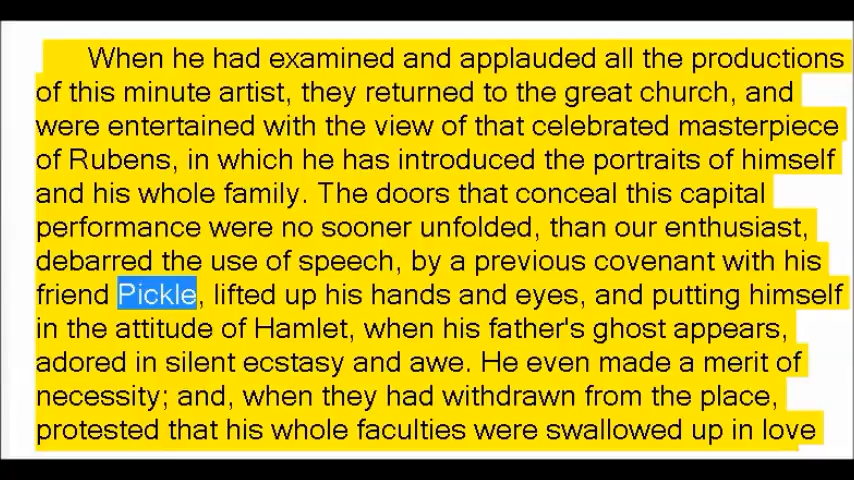 When he had examined and applauded all the productions
of this minute artist, they returned to the great church, and
were entertained with the view of that celebrated masterpiece
of Rubens, in which he has introduced the portraits of himself
and his whole family. The doors that conceal this capital
performance were no sooner unfolded, than our enthusiast,
debarred the use of speech, by a previous covenant with his
friend Pickle, lifted up his hands and eyes, and putting himself
in the attitude of Hamlet, when his father's ghost appears,
adored in silent ecstasy and awe. He even made a merit of
necessity; and, when they had withdrawn from the place,
protested that his whole faculties were swallowed up in love